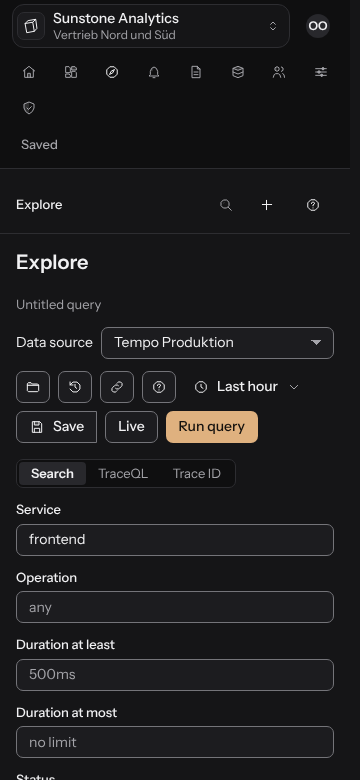 Sunstone Analytics
Vertrieb Nord und Süd
OO
Saved
Explore
Explore
Untitled query
Data source Tempo Produktion
Last hour
Save Live Run query
Search TraceQL Trace ID
Service
frontend
Operation
any
Duration at least
500ms
Duration at most
no limit
Status